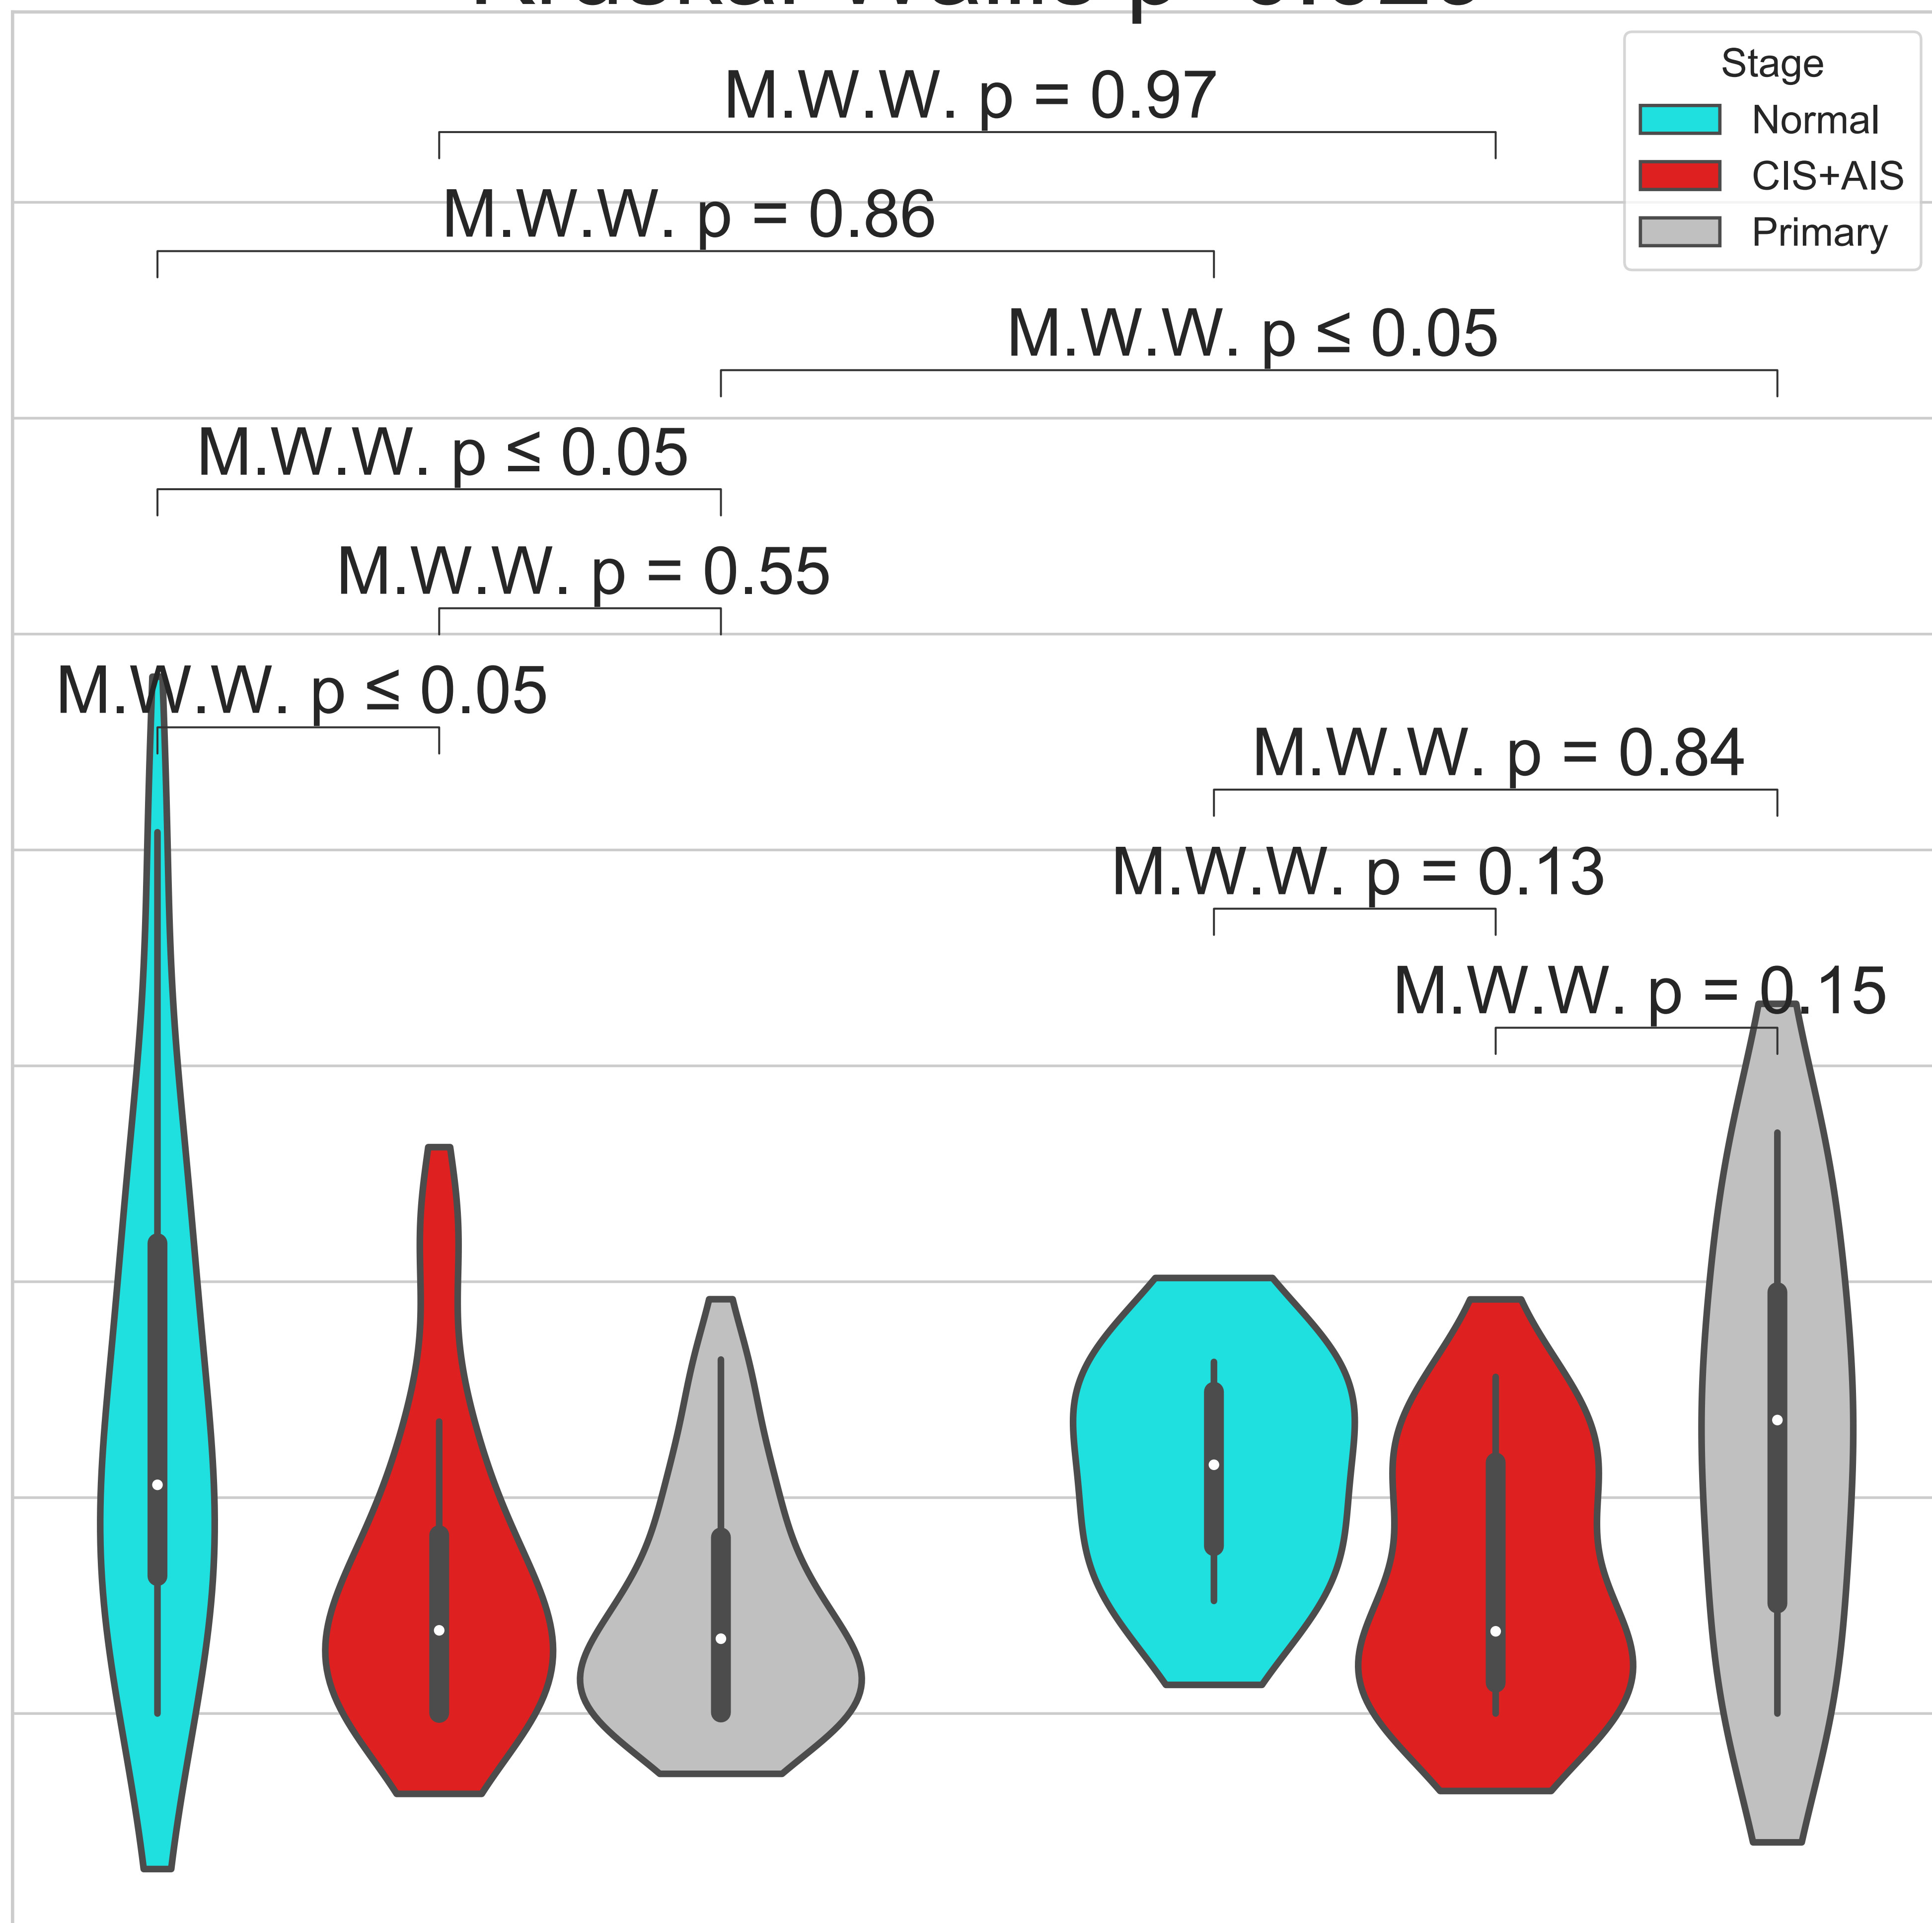 M.W.W. p = 0.97
M.W.W. p = 0.86
M.W.W. p ≤ 0.05
M.W.W. p ≤ 0.05
M.W.W. p = 0.55
M.W.W. p ≤ 0.05
M.W.W. p = 0.84
M.W.W. p = 0.13
M.W.W. p = 0.15
Stage
Normal
CIS+AIS
Primary